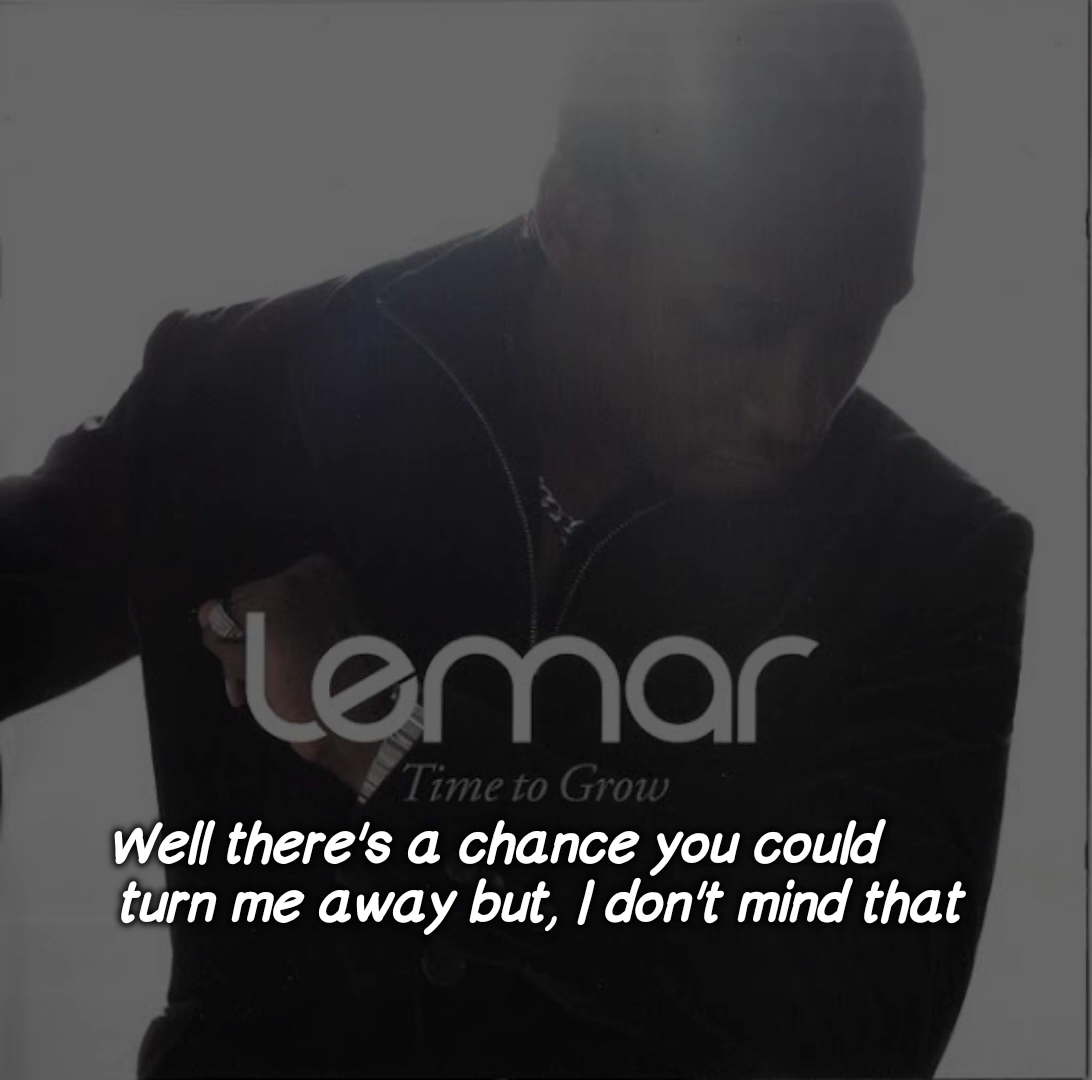 lemar
Time to Grow
Well there's a chance you could
turn me away but, I don't mind that